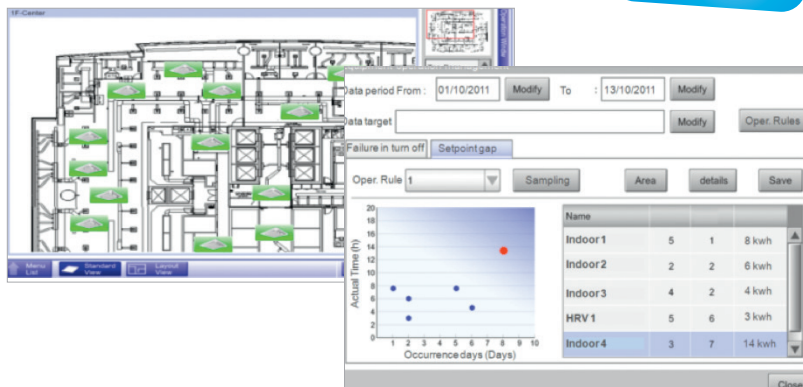 1F-Center
Menu List
Standard View
Layout View
Data period From : 01/10/2011 Modify To : 13/10/2011 Modify
Data target Modify Oper. Rules
Failure in turn off Setpoint gap
Oper. Rule 1 Sampling Area details Save
Actual Time (h)
20
18
16
14
12
10
8
6
4
2
0
1 2 3 4 5 6 7 8 9 10
Occurrence days (Days)
Name
Indoor1 5 1 8 kwh
Indoor2 2 2 6 kwh
Indoor3 4 2 4 kwh
HRV1 5 6 3 kwh
Indoor4 3 7 14 kwh
Close